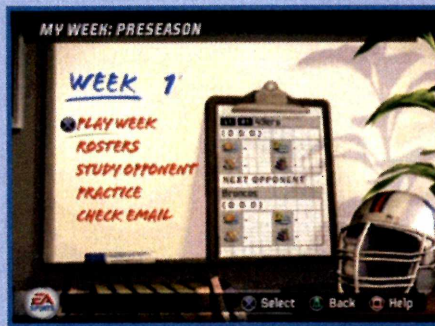 MY WEEK: PRESEASON
WEEK 1
PLAY WEEK
ROSTERS
STUDY OPPONENT
PRACTICE
CHECK EMAIL
49ers
(0 0 0)
NEXT OPPONENT
Broncos
(0 0 0)
EA
SPORTS
Select
Back
Help